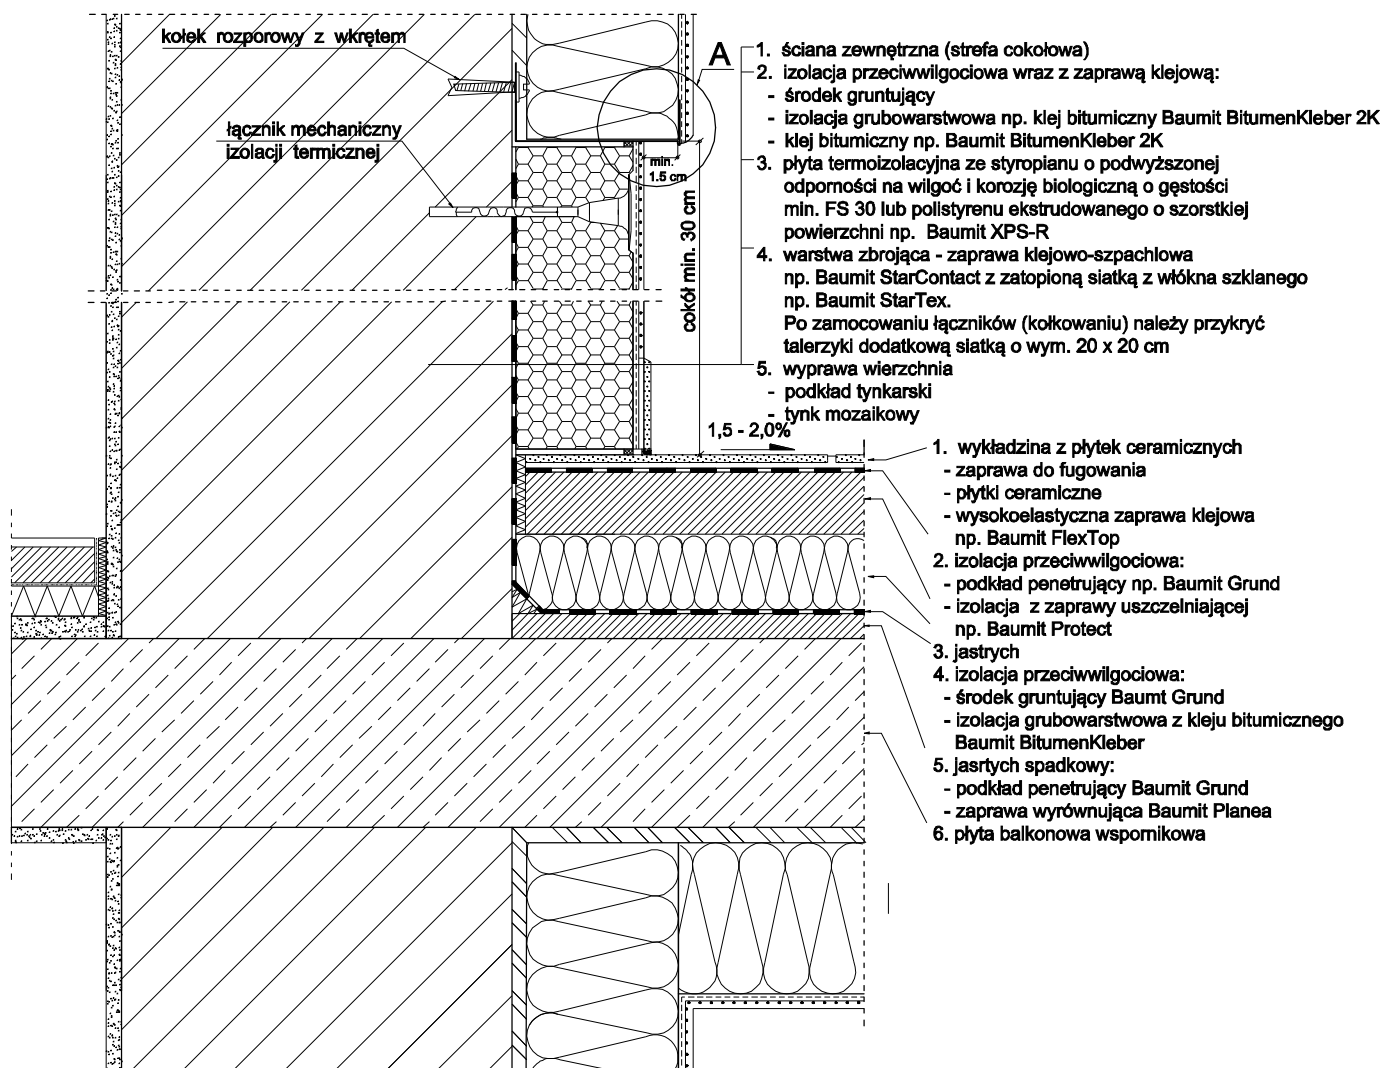 kołek rozporowy z wkrętem
łącznik mechaniczny
izolacji termicznej
A
min.
1.5 cm
cokół min. 30 cm
1. ściana zewnętrzna (strefa cokołowa)
2. izolacja przeciwwilgociowa wraz z zaprawą klejową:
- środek gruntujący
- izolacja grubowarstwowa np. klej bitumiczny Baumit BitumenKleber 2K
- klej bitumiczny np. Baumit BitumenKleber 2K
3. płyta termoizolacyjna ze styropianu o podwyższonej
odporności na wilgoć i korozję biologiczną o gęstości
min. FS 30 lub polistyrenu ekstrudowanego o szorstkiej
powierzchni np. Baumit XPS-R
4. warstwa zbrojąca - zaprawa klejowo-szpachlowa
np. Baumit StarContact z zatopioną siatką z włókna szklanego
np. Baumit StarTex.
Po zamocowaniu łączników (kołkowaniu) należy przykryć
talerzyki dodatkową siatką o wym. 20 x 20 cm
5. wyprawa wierzchnia
- podkład tynkarski
- tynk mozaikowy
1,5 - 2,0%
1. wykładzina z płytek ceramicznych
- zaprawa do fugowania
- płytki ceramiczne
- wysokoelastyczna zaprawa klejowa
np. Baumit FlexTop
2. izolacja przeciwwilgociowa:
- podkład penetrujący np. Baumit Grund
- izolacja z zaprawy uszczelniającej
np. Baumit Protect
3. jastrych
4. izolacja przeciwwilgociowa:
- środek gruntujący Baumt Grund
- izolacja grubowarstwowa z kleju bitumicznego
Baumit BitumenKleber
5. jasrtych spadkowy:
- podkład penetrujący Baumit Grund
- zaprawa wyrównująca Baumit Planea
6. płyta balkonowa wspornikowa